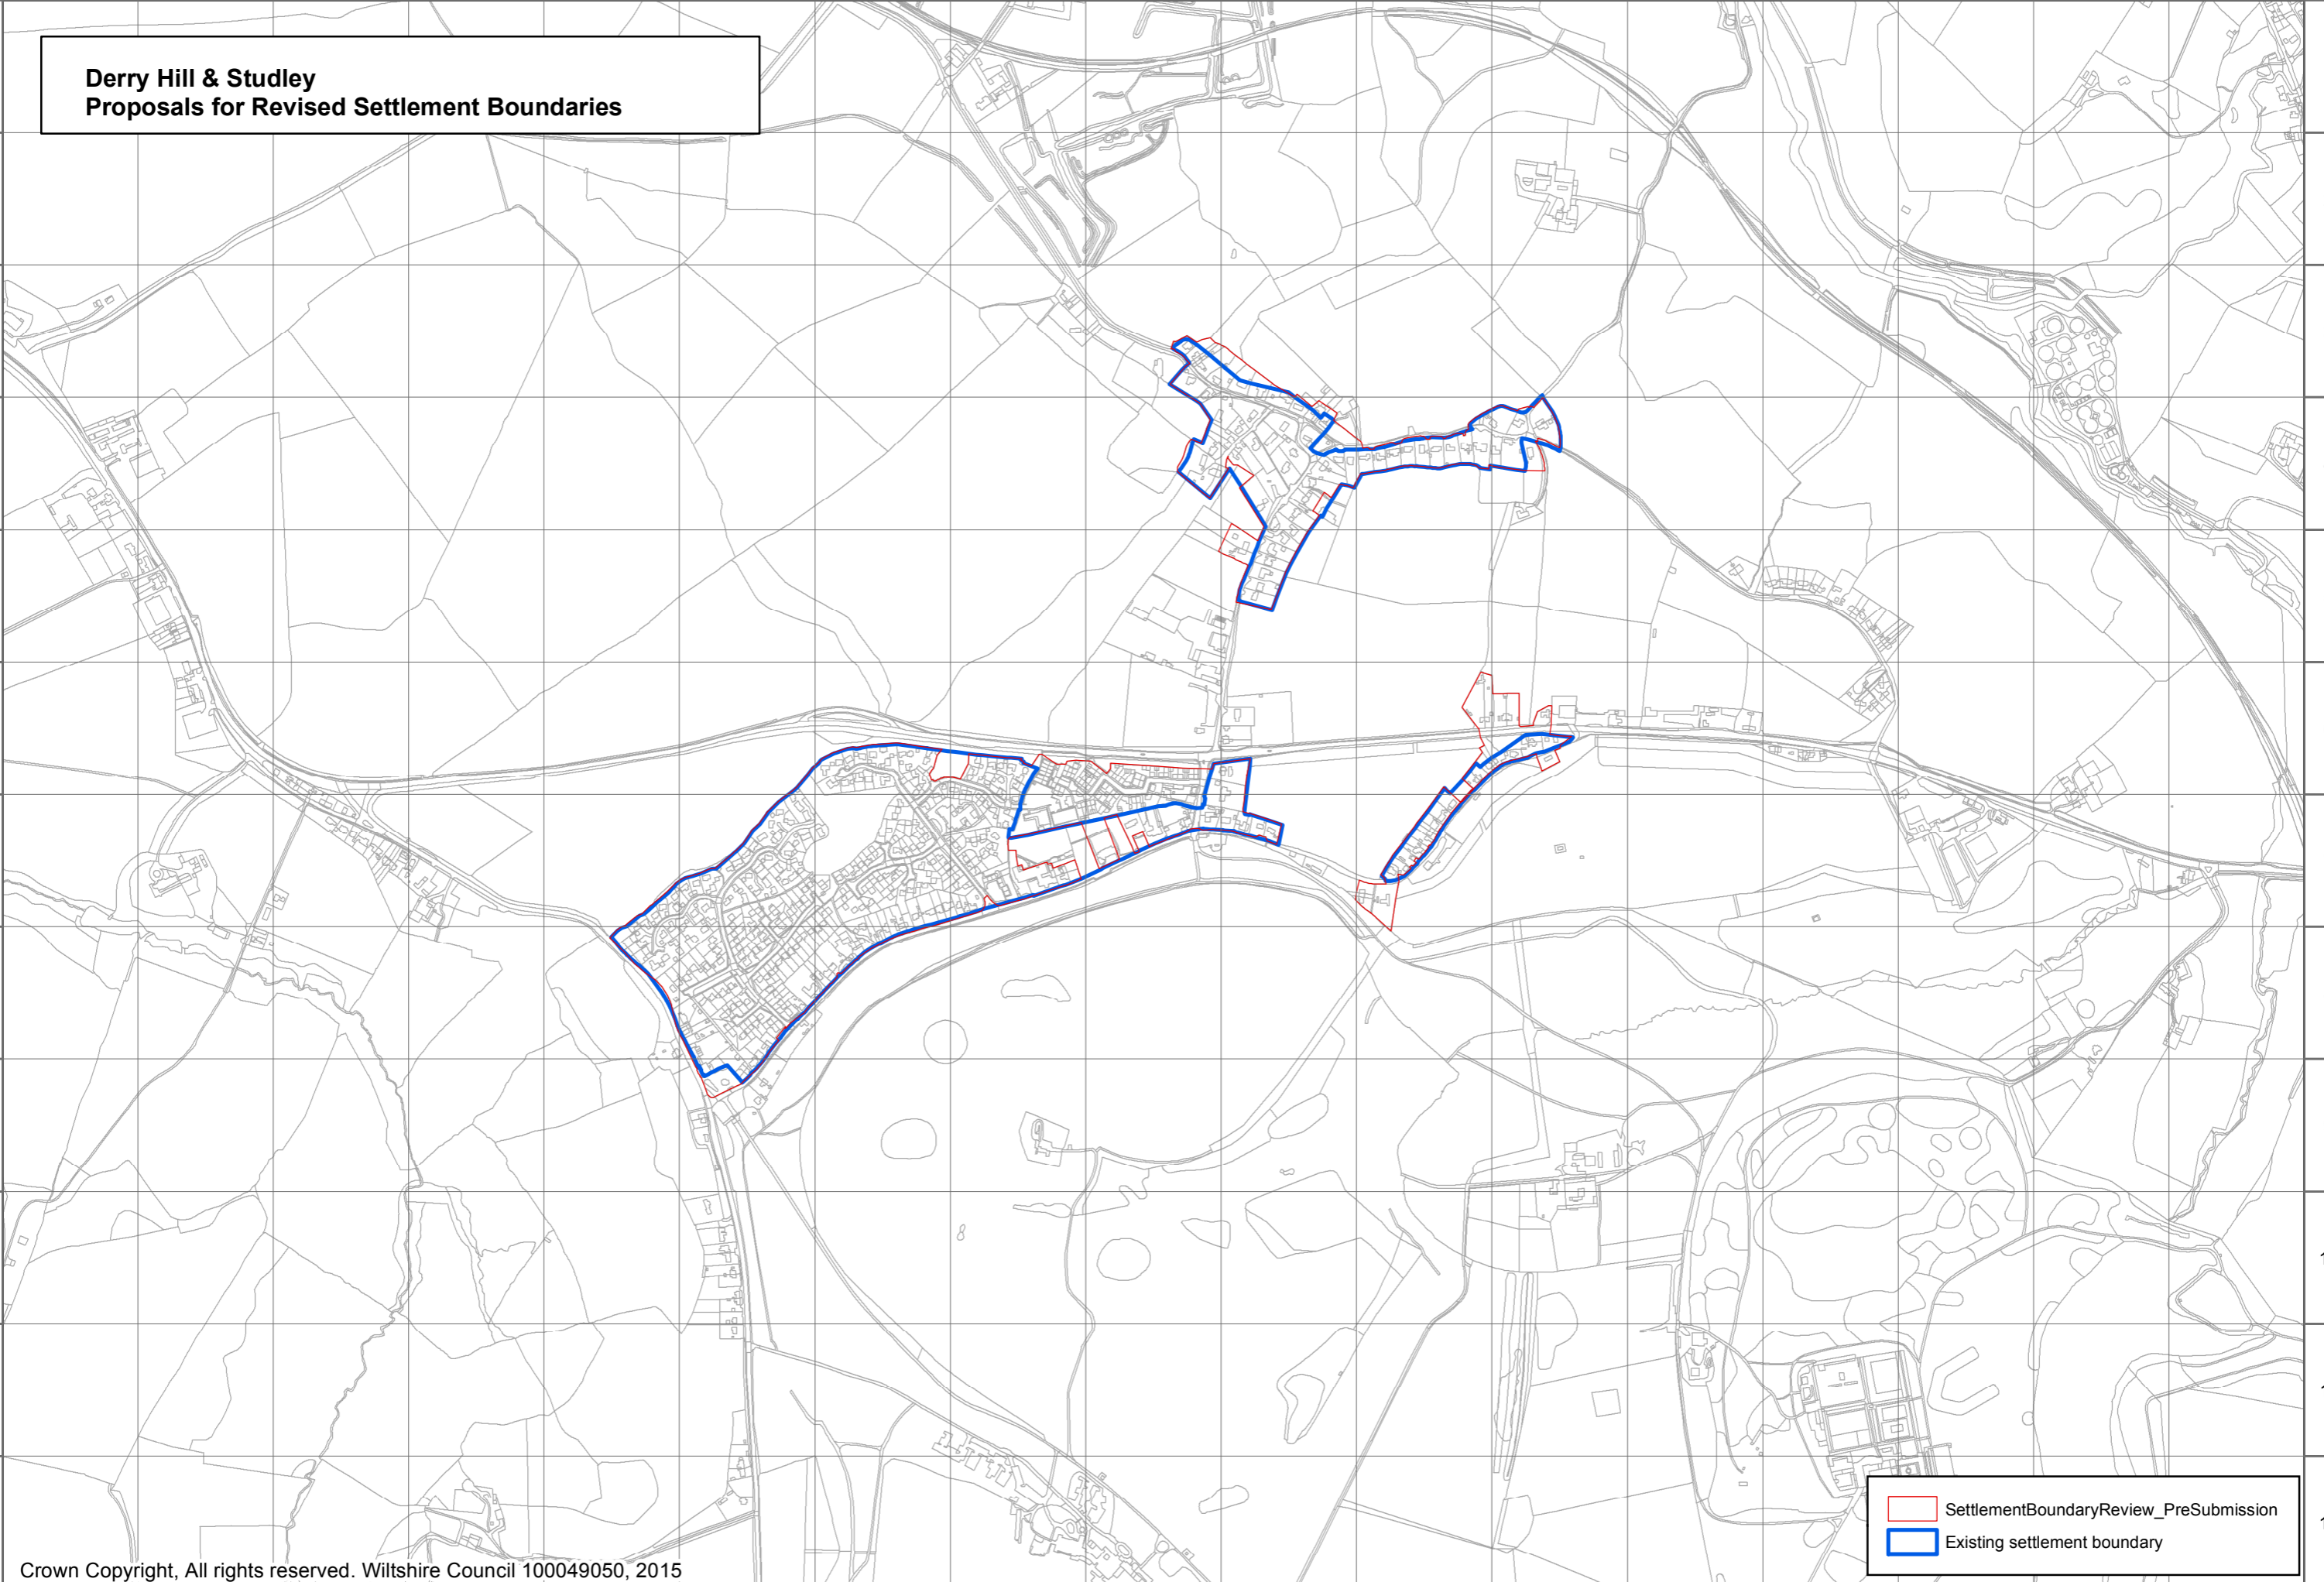 Derry Hill & Studley
Proposals for Revised Settlement Boundaries
SettlementBoundaryReview_PreSubmission
Existing settlement boundary
Crown Copyright, All rights reserved. Wiltshire Council 100049050, 2015